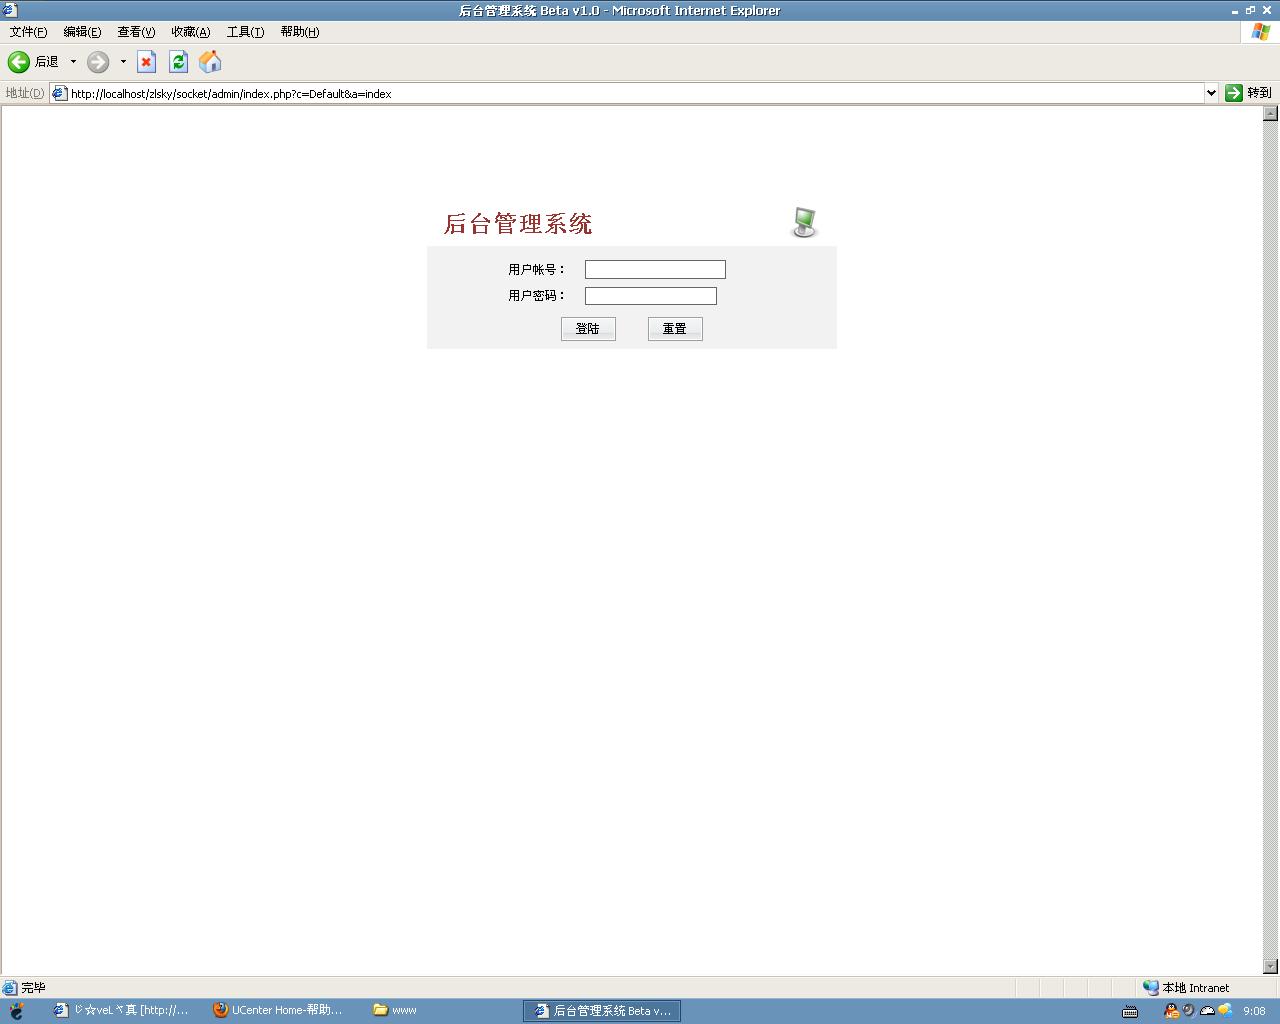 后台管理系统 Beta v1.0 - Microsoft Internet Explorer
文件(F) 编辑(E) 查看(V) 收藏(A) 工具(T) 帮助(H)
后退
地址(D) http://localhost/zlsky/socket/admin/index.php?c=Default&a=index 转到
后台管理系统
用户帐号：
用户密码：
登陆 重置
完毕 本地 Intranet
真 [http://... UCenter Home-帮助... www 后台管理系统 Beta v... 9:08